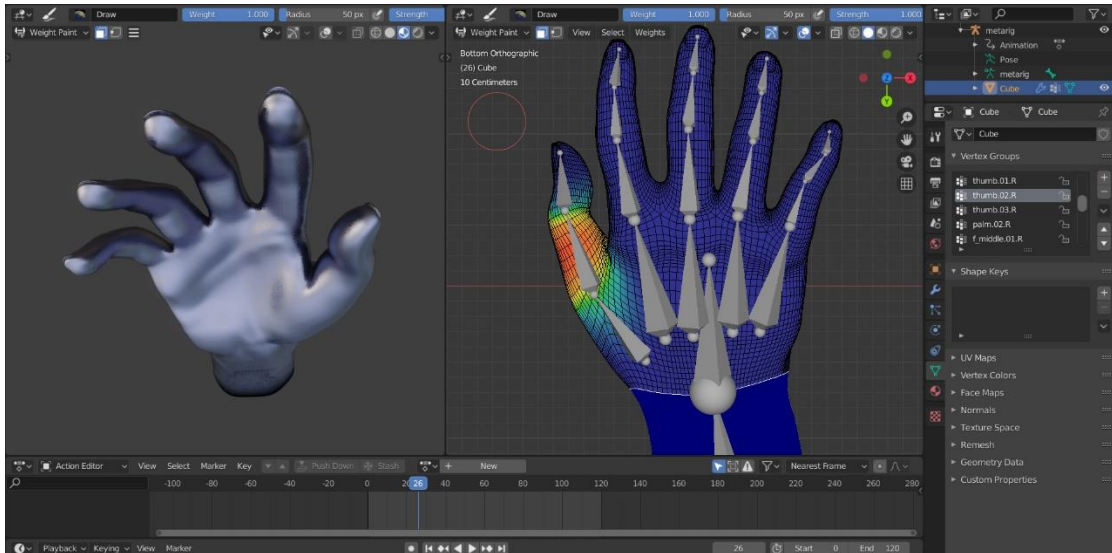 Draw Weight 1.000 Radius 50 px Strength
Weight Paint
Draw Weight 1.000 Radius 50 px Strength 1.000
Weight Paint View Select Weights
Bottom Orthographic
(26) Cube
10 Centimeters
X
Z
Y
metarig
Animation
Pose
metarig
Cube
Cube Cube
Cube
Vertex Groups
thumb.01.R
thumb.02.R
thumb.03.R
palm.02.R
f_middle.01.R
Shape Keys
UV Maps
Vertex Colors
Face Maps
Normals
Texture Space
Remesh
Geometry Data
Custom Properties
Action Editor View Select Marker Key Push Down Stash New Nearest Frame
-100 -80 -60 -40 -20 0 20 26 40 60 80 100 120 140 160 180 200 220 240 260 280
Playback Keying View Marker 26 Start 0 End 120